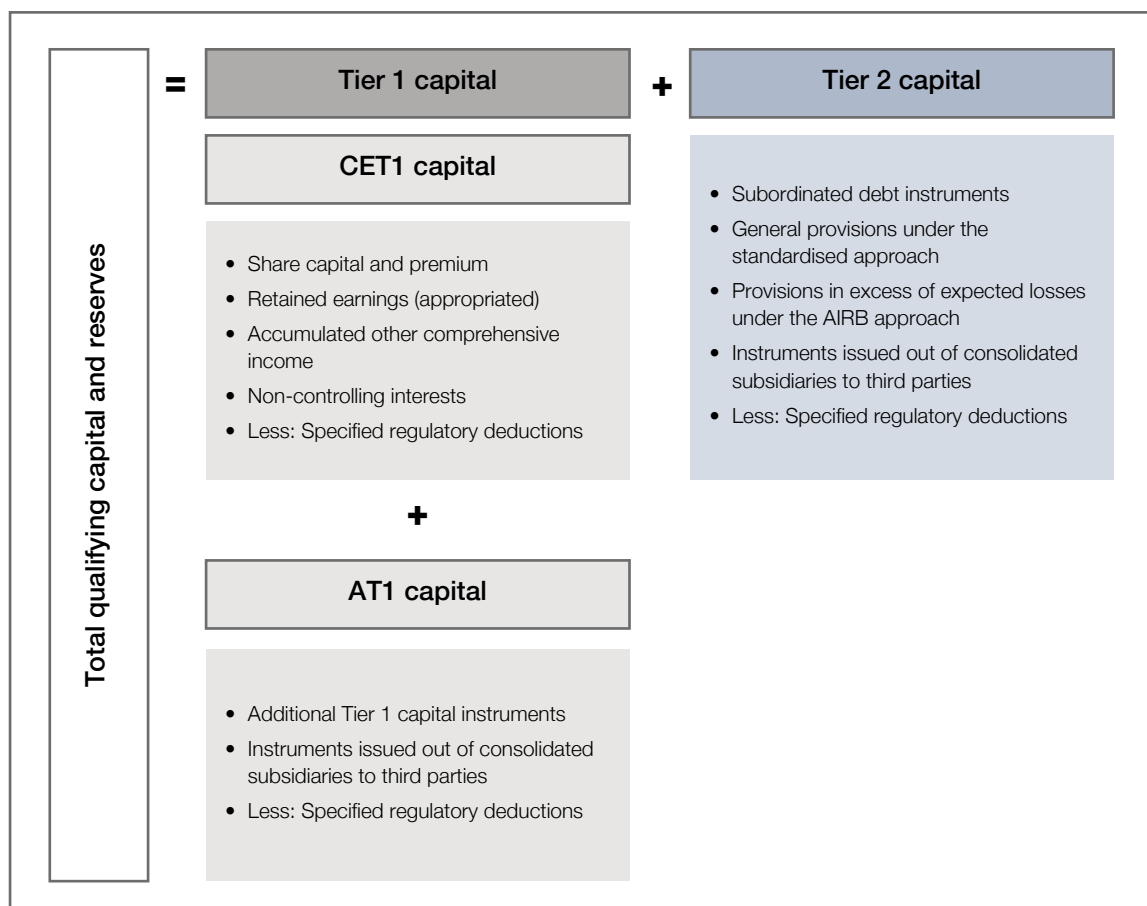 Total qualifying capital and reserves
=
Tier 1 capital
+
Tier 2 capital
CET1 capital
• Share capital and premium
• Retained earnings (appropriated)
• Accumulated other comprehensive
income
• Non-controlling interests
• Less: Specified regulatory deductions
+
AT1 capital
• Additional Tier 1 capital instruments
• Instruments issued out of consolidated
subsidiaries to third parties
• Less: Specified regulatory deductions
• Subordinated debt instruments
• General provisions under the
standardised approach
• Provisions in excess of expected losses
under the AIRB approach
• Instruments issued out of consolidated
subsidiaries to third parties
• Less: Specified regulatory deductions